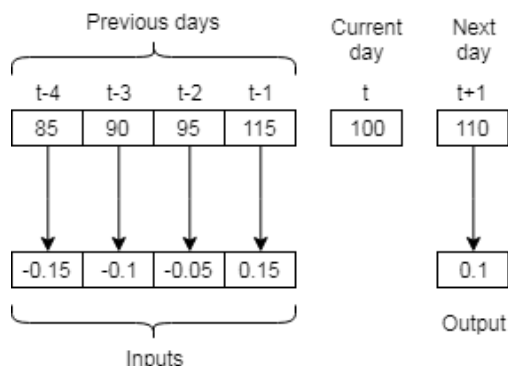 Previous days
Current day
Next day
t-4 t-3 t-2 t-1 t t+1
85 90 95 115 100 110
-0.15 -0.1 -0.05 0.15 0.1
Output
Inputs